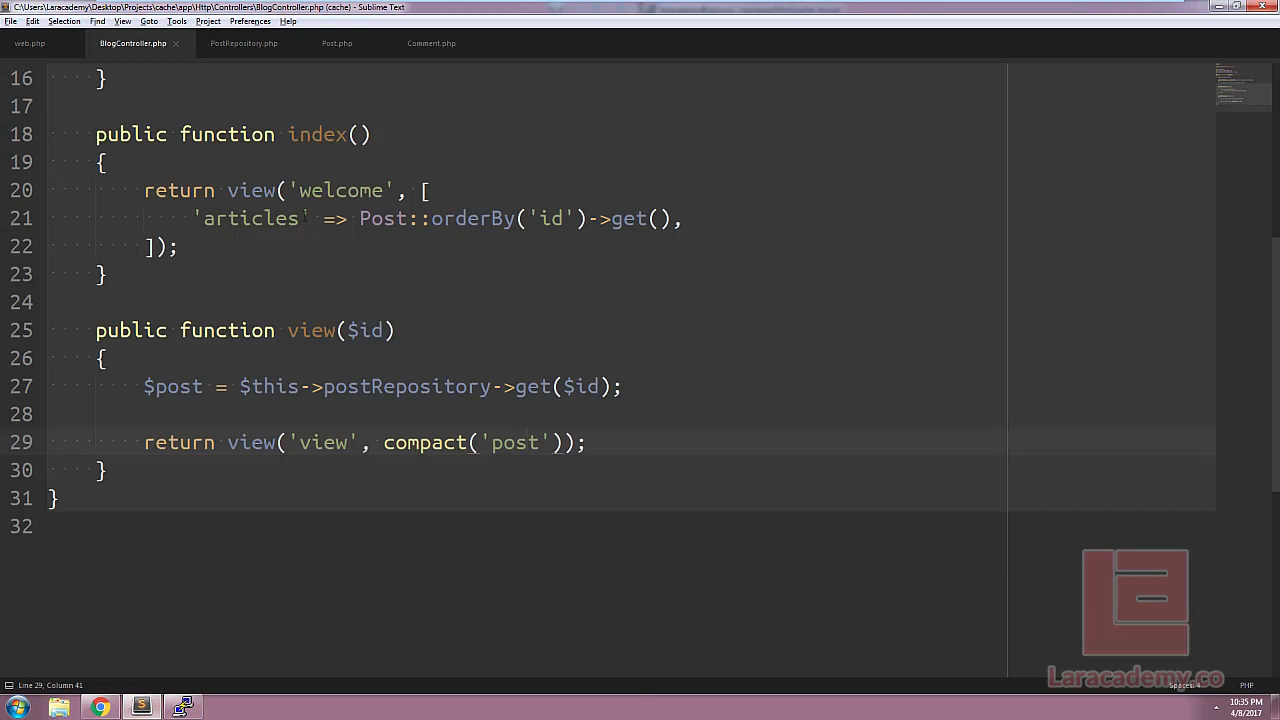 C:\Users\Laracademy\Desktop\Projects\cache\app\Http\Controllers\BlogController.php (cache) - Sublime Text
File Edit Selection Find View Goto Tools Project Preferences Help
web.php BlogController.php PostRepository.php Post.php Comment.php
16 }
17
18 public function index()
19 {
20 return view('welcome', [
21 'articles' => Post::orderBy('id')->get(),
22 ]);
23 }
24
25 public function view($id)
26 {
27 $post = $this->postRepository->get($id);
28
29 return view('view', compact('post'));
30 }
31 }
32
Laracademy.co
Line 29, Column 41 Spaces: 4 PHP
10:35 PM
4/8/2017